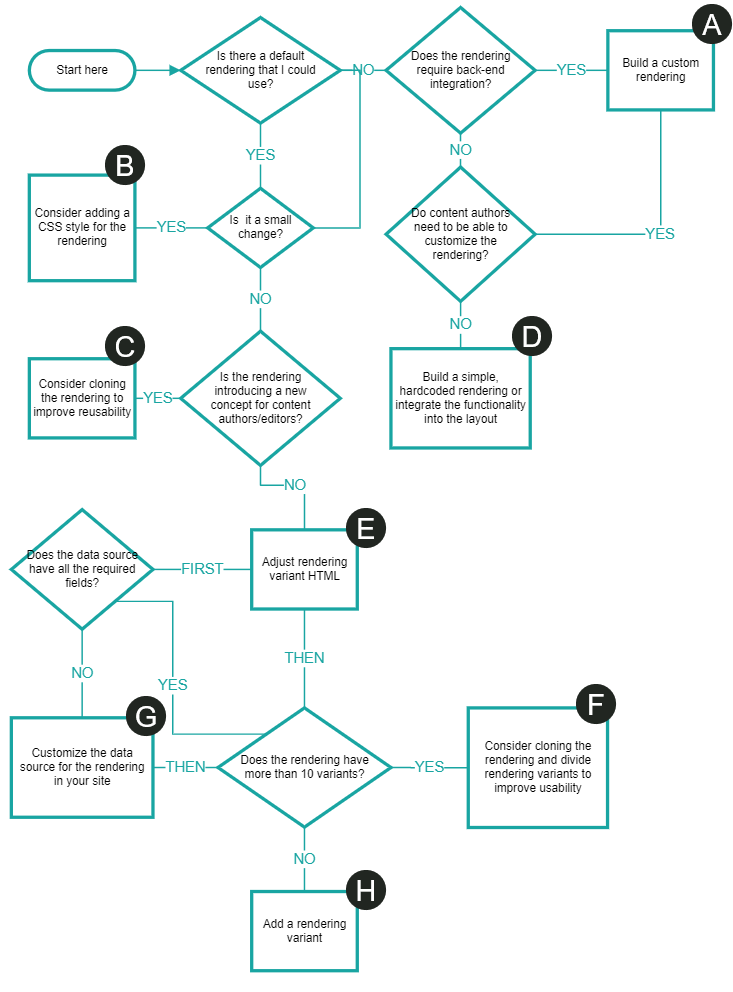 Start here
Is there a default
rendering that I could
use?
NO
Does the rendering
require back-end
integration?
YES
A
Build a custom
rendering
YES
NO
B
Consider adding a
CSS style for the
rendering
YES
Is it a small
change?
Do content authors
need to be able to
customize the
rendering?
YES
NO
NO
C
Consider cloning
the rendering to
improve reusability
YES
Is the rendering
introducing a new
concept for content
authors/editors?
D
Build a simple,
hardcoded rendering or
integrate the functionality
into the layout
NO
Does the data source
have all the required
fields?
FIRST
E
Adjust rendering
variant HTML
NO
YES
THEN
G
Customize the data
source for the rendering
in your site
THEN
Does the rendering have
more than 10 variants?
YES
F
Consider cloning the
rendering and divide
rendering variants to
improve usability
NO
H
Add a rendering
variant